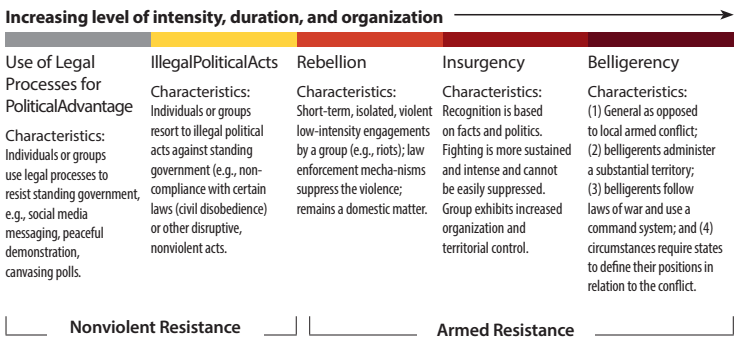 Increasing level of intensity, duration, and organization
Use of Legal
Processes for
PoliticalAdvantage
Characteristics:
Individuals or groups
use legal processes to
resist standing government,
e.g., social media
messaging, peaceful
demonstration,
canvasing polls.
IllegalPoliticalActs
Characteristics:
Individuals or groups
resort to illegal political
acts against standing
government (e.g., non-
compliance with certain
laws (civil disobedience)
or other disruptive,
nonviolent acts.
Rebellion
Characteristics:
Short-term, isolated, violent
low-intensity engagements
by a group (e.g., riots); law
enforcement mecha-nisms
suppress the violence;
remains a domestic matter.
Insurgency
Characteristics:
Recognition is based
on facts and politics.
Fighting is more sustained
and intense and cannot
be easily suppressed.
Group exhibits increased
organization and
territorial control.
Belligerency
Characteristics:
(1) General as opposed
to local armed conflict;
(2) belligerents administer
a substantial territory;
(3) belligerents follow
laws of war and use a
command system; and (4)
circumstances require states
to define their positions in
relation to the conflict.
Nonviolent Resistance
Armed Resistance